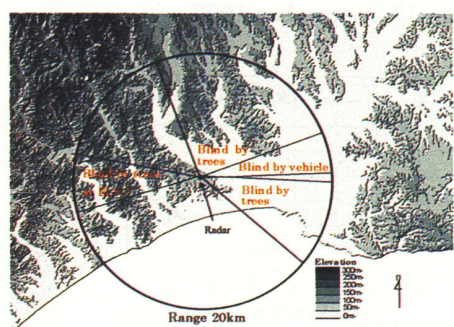 Blind by
trees
Blind by vehicle
Blind by
trees
Radar
Range 20km
Elevation
300m-
250m-
200m-
150m-
100m-
50m-
0m-